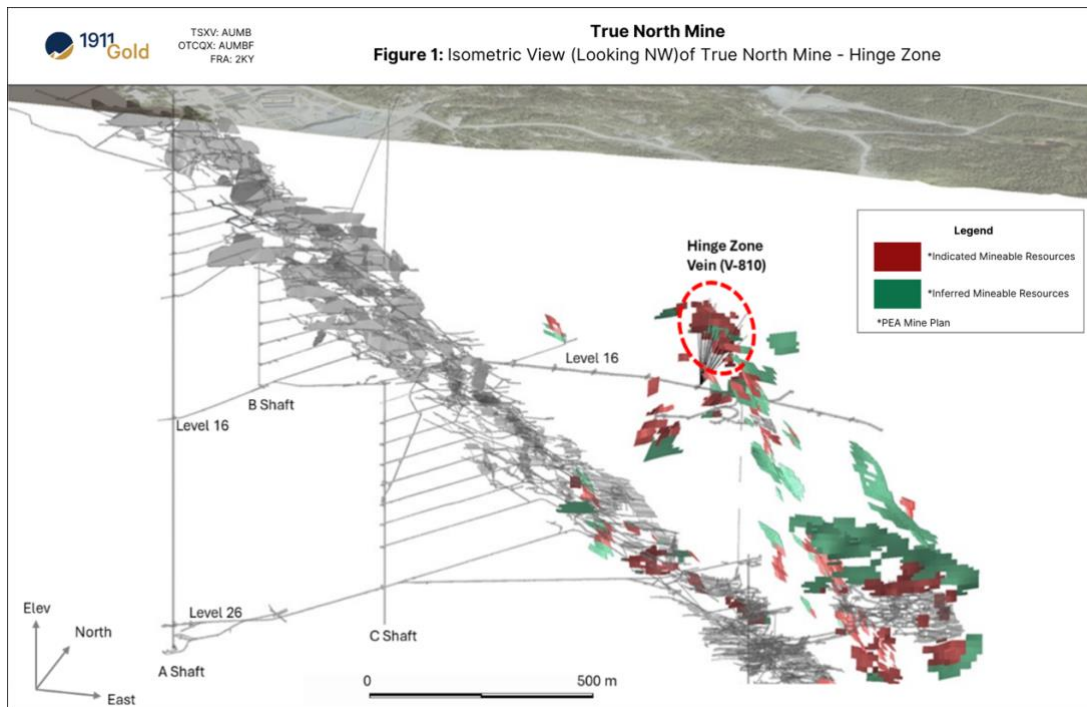 1911
Gold
TSXV: AUMB
OTCQX: AUMBF
FRA: 2KY
True North Mine
Figure 1: Isometric View (Looking NW)of True North Mine - Hinge Zone
Legend
*Indicated Mineable Resources
*Inferred Mineable Resources
*PEA Mine Plan
Hinge Zone
Vein (V-810)
Level 16
B Shaft
Level 16
Level 26
C Shaft
A Shaft
Elev
North
East
0
500 m